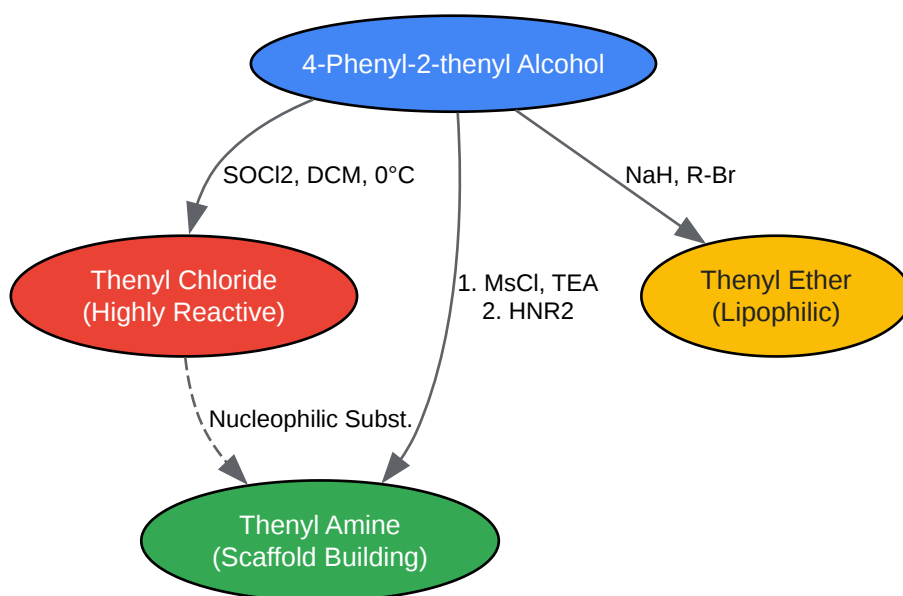 4-Phenyl-2-thenyl Alcohol
SOCl2, DCM, 0°C
NaH, R-Br
Thenyl Chloride
(Highly Reactive)
1. MsCl, TEA
2. HNR2
Thenyl Ether
(Lipophilic)
Nucleophilic Subst.
Thenyl Amine
(Scaffold Building)